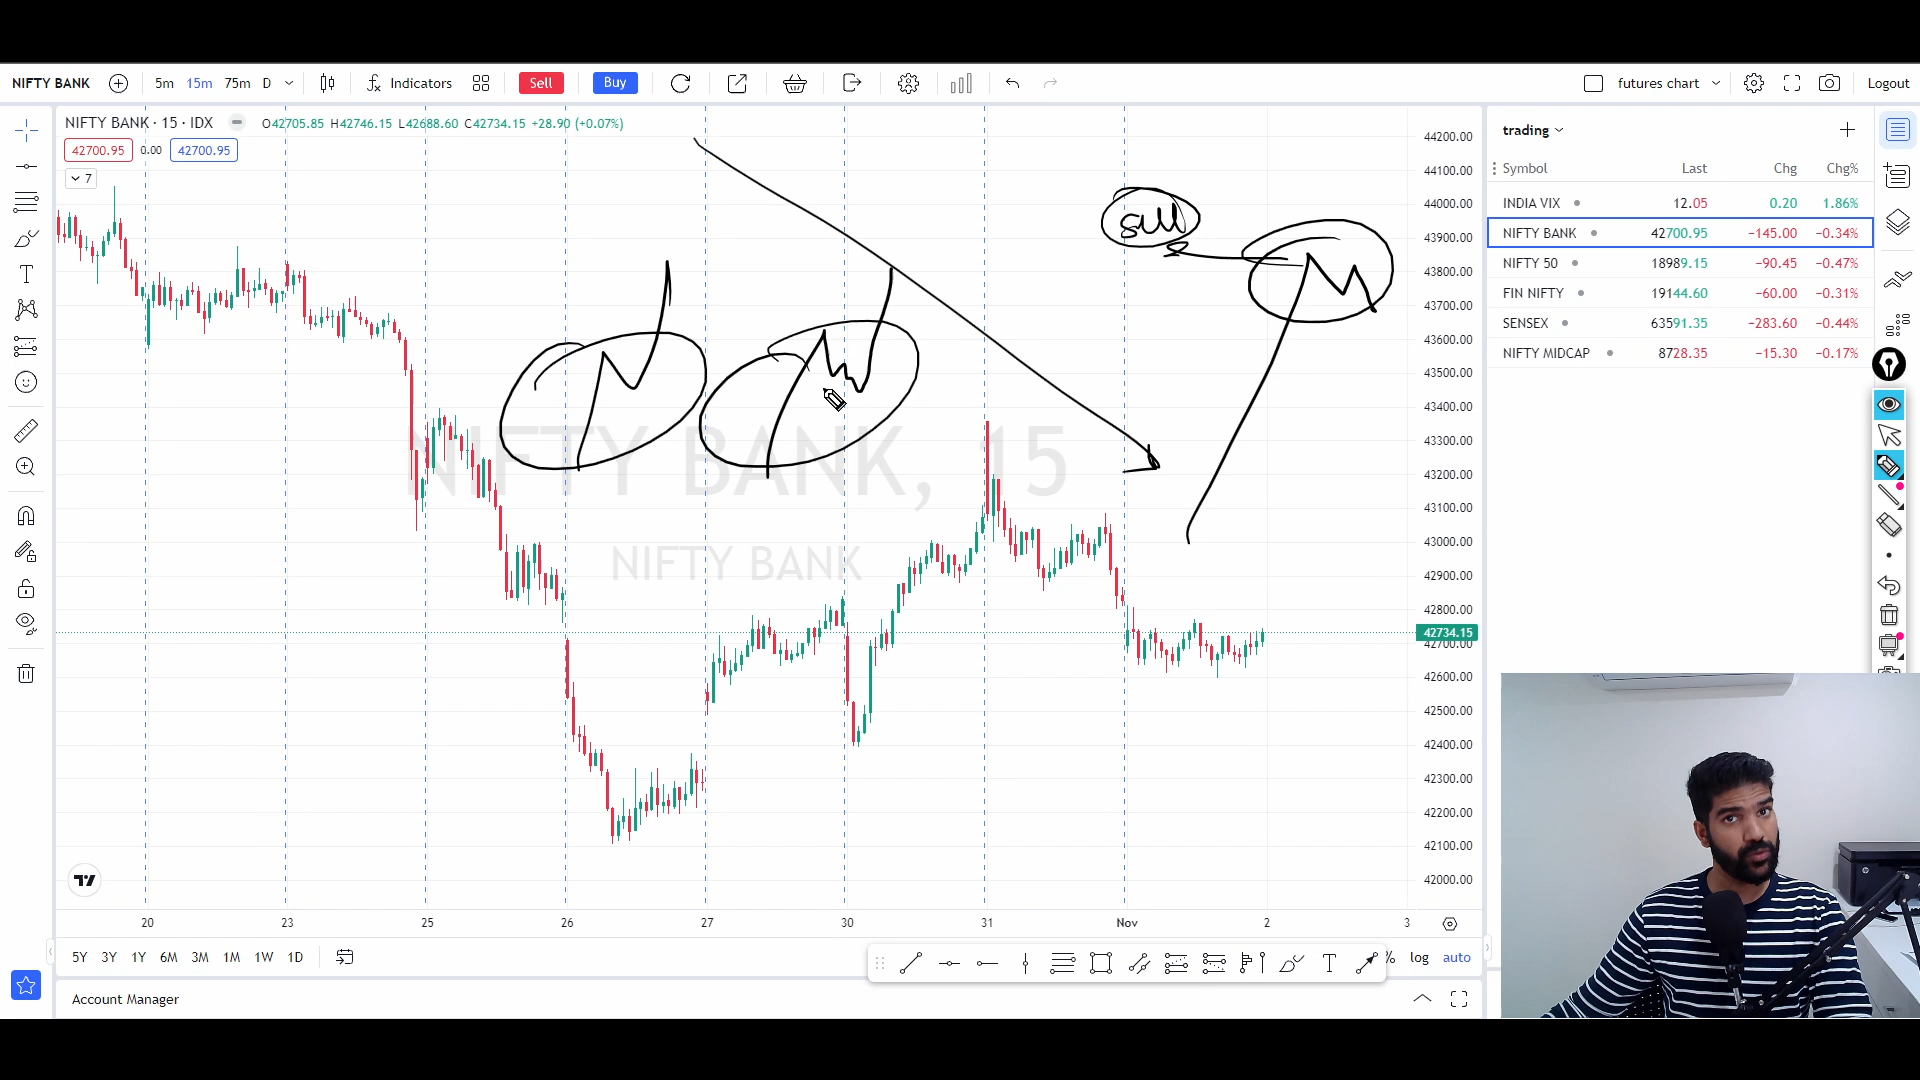 NIFTY BANK 5m 15m 75m D Indicators Sell Buy futures chart Logout
NIFTY BANK · 15 · IDX O42705.85 H42746.15 L42688.60 C42734.15 +28.90 (+0.07%)
42700.95 0.00 42700.95
7
sell
NIFTY BANK, 15
NIFTY BANK
44200.00
44100.00
44000.00
43900.00
43800.00
43700.00
43600.00
43500.00
43400.00
43300.00
43200.00
43100.00
43000.00
42900.00
42800.00
42734.15
42700.00
42600.00
42500.00
42400.00
42300.00
42200.00
42100.00
42000.00
20 23 25 26 27 30 31 Nov 2 3
5Y 3Y 1Y 6M 3M 1M 1W 1D % log auto
Account Manager
trading
Symbol Last Chg Chg%
INDIA VIX 12.05 0.20 1.86%
NIFTY BANK 42700.95 −145.00 −0.34%
NIFTY 50 18989.15 −90.45 −0.47%
FIN NIFTY 19144.60 −60.00 −0.31%
SENSEX 63591.35 −283.60 −0.44%
NIFTY MIDCAP 8728.35 −15.30 −0.17%